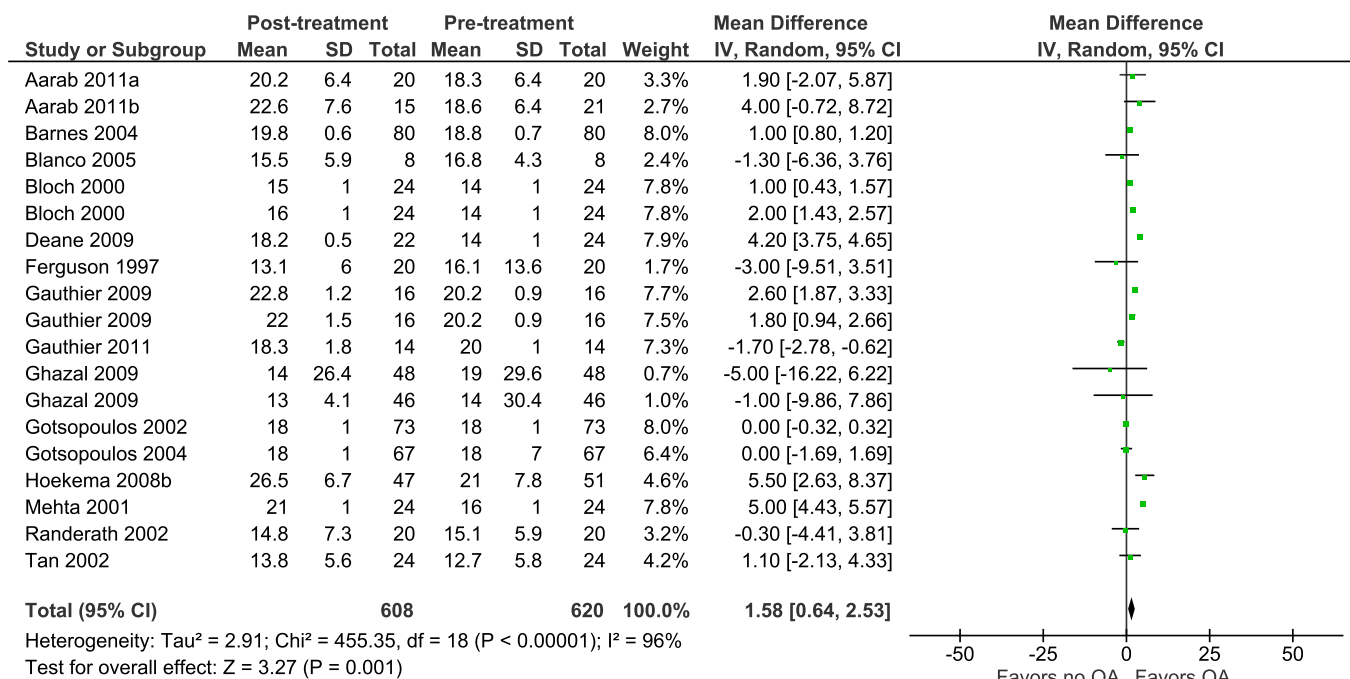 Post-treatment Pre-treatment Mean Difference Mean Difference
Study or Subgroup Mean SD Total Mean SD Total Weight IV, Random, 95% CI IV, Random, 95% CI
Aarab 2011a 20.2 6.4 20 18.3 6.4 20 3.3% 1.90 [-2.07, 5.87]
Aarab 2011b 22.6 7.6 15 18.6 6.4 21 2.7% 4.00 [-0.72, 8.72]
Barnes 2004 19.8 0.6 80 18.8 0.7 80 8.0% 1.00 [0.80, 1.20]
Blanco 2005 15.5 5.9 8 16.8 4.3 8 2.4% -1.30 [-6.36, 3.76]
Bloch 2000 15 1 24 14 1 24 7.8% 1.00 [0.43, 1.57]
Bloch 2000 16 1 24 14 1 24 7.8% 2.00 [1.43, 2.57]
Deane 2009 18.2 0.5 22 14 1 24 7.9% 4.20 [3.75, 4.65]
Ferguson 1997 13.1 6 20 16.1 13.6 20 1.7% -3.00 [-9.51, 3.51]
Gauthier 2009 22.8 1.2 16 20.2 0.9 16 7.7% 2.60 [1.87, 3.33]
Gauthier 2009 22 1.5 16 20.2 0.9 16 7.5% 1.80 [0.94, 2.66]
Gauthier 2011 18.3 1.8 14 20 1 14 7.3% -1.70 [-2.78, -0.62]
Ghazal 2009 14 26.4 48 19 29.6 48 0.7% -5.00 [-16.22, 6.22]
Ghazal 2009 13 4.1 46 14 30.4 46 1.0% -1.00 [-9.86, 7.86]
Gotsopoulos 2002 18 1 73 18 1 73 8.0% 0.00 [-0.32, 0.32]
Gotsopoulos 2004 18 1 67 18 7 67 6.4% 0.00 [-1.69, 1.69]
Hoekema 2008b 26.5 6.7 47 21 7.8 51 4.6% 5.50 [2.63, 8.37]
Mehta 2001 21 1 24 16 1 24 7.8% 5.00 [4.43, 5.57]
Randerath 2002 14.8 7.3 20 15.1 5.9 20 3.2% -0.30 [-4.41, 3.81]
Tan 2002 13.8 5.6 24 12.7 5.8 24 4.2% 1.10 [-2.13, 4.33]
Total (95% CI) 608 620 100.0% 1.58 [0.64, 2.53]
Heterogeneity: Tau² = 2.91; Chi² = 455.35, df = 18 (P < 0.00001); I² = 96%
Test for overall effect: Z = 3.27 (P = 0.001)
-50 -25 0 25 50
Favors no OA Favors OA